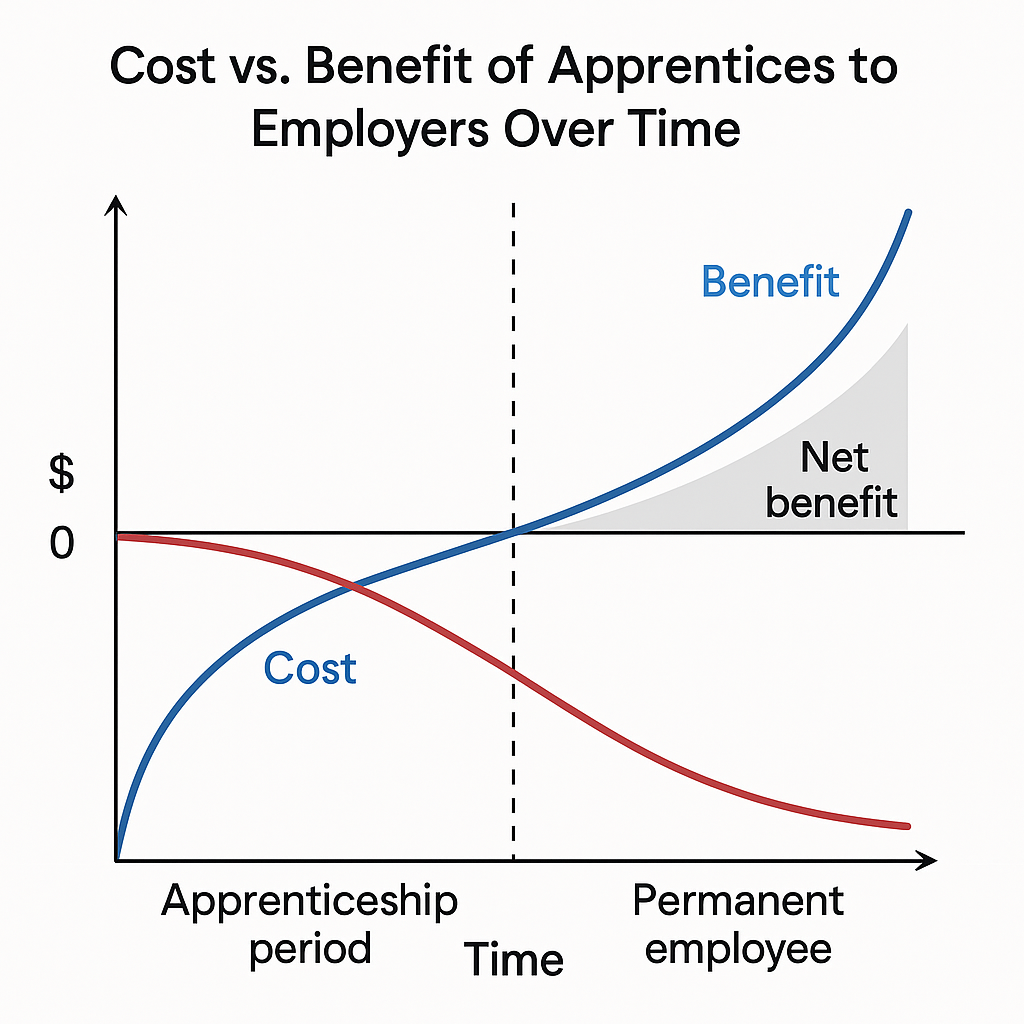 Cost vs. Benefit of Apprentices to
Employers Over Time
Benefit
$
Net
benefit
0
Cost
Apprenticeship
period
Time
Permanent
employee